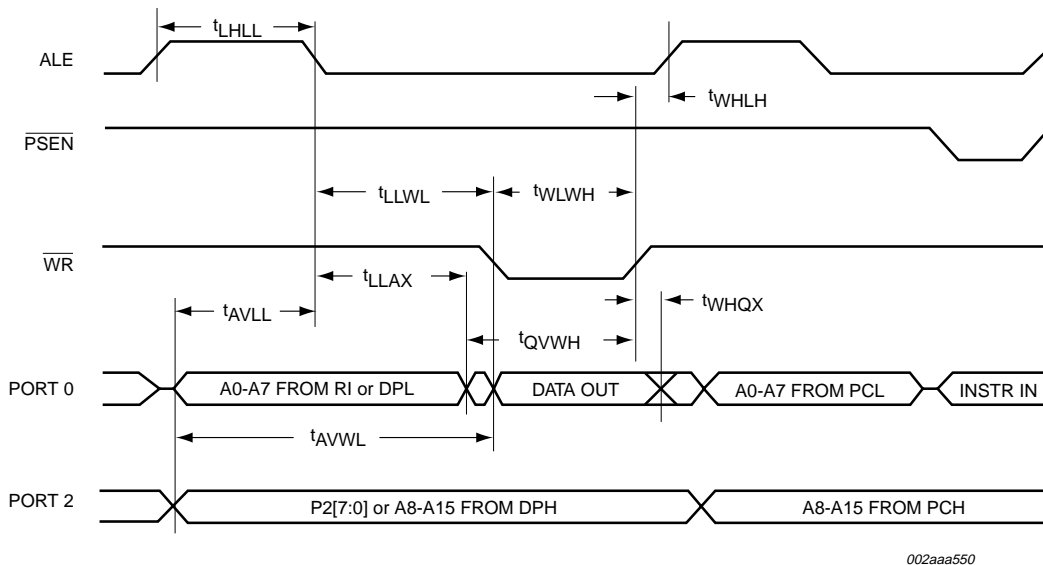 tLHLL
ALE
tWHLH
PSEN
tLLWL
tWLWH
WR
tLLAX
tWHQX
tAVLL
tQVWH
PORT 0
A0-A7 FROM RI or DPL
DATA OUT
A0-A7 FROM PCL
INSTR IN
tAVWL
PORT 2
P2[7:0] or A8-A15 FROM DPH
A8-A15 FROM PCH
002aaa550